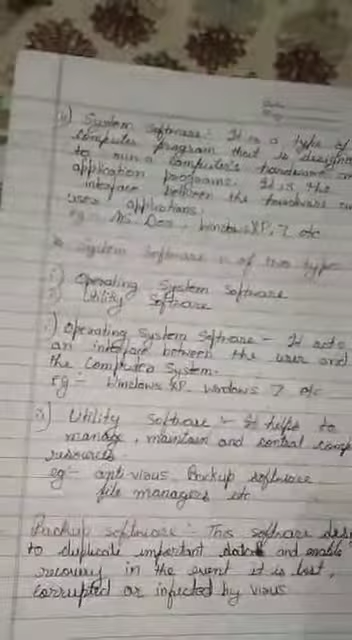 ii) System Software:- It is a type of
computer program that is designed
to run a computer's hardware and
application programs. It is the
interface between the hardware and
user applications.
eg:- Ms Dos, Windows XP, 7 etc
System Software is of two type
i) Operating System Software
ii) Utility Software
i) Operating System Software - It acts
an interface between the user and
the Computer System.
eg:- Windows XP, windows 7 etc
ii) Utility Software :- It helps to
manage, maintain and control comp
resources.
eg:- anti virus, Backup software
file managers etc
Backup software:- This software des
to duplicate important and enable
recovery in the event it is lost,
corrupted or infected by virus